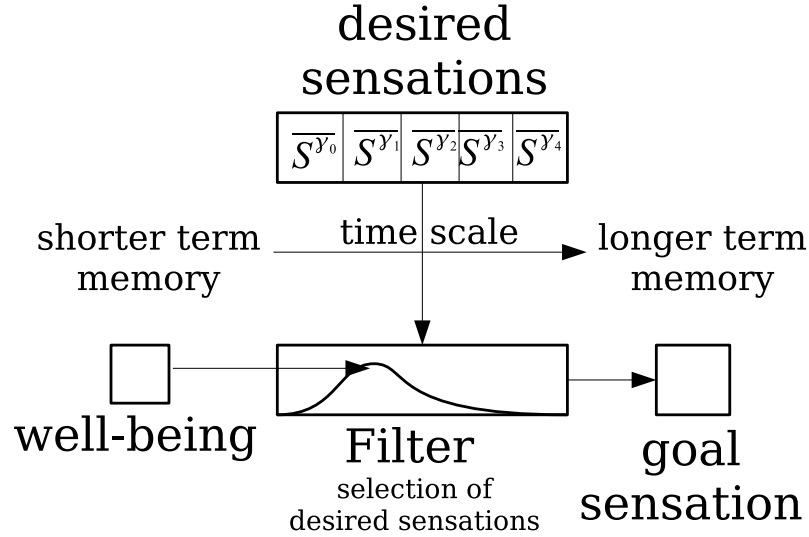 desired
sensations
S^γ0 S^γ1 S^γ2 S^γ3 S^γ4
shorter term
memory
time scale
longer term
memory
well-being
Filter
selection of
desired sensations
goal
sensation